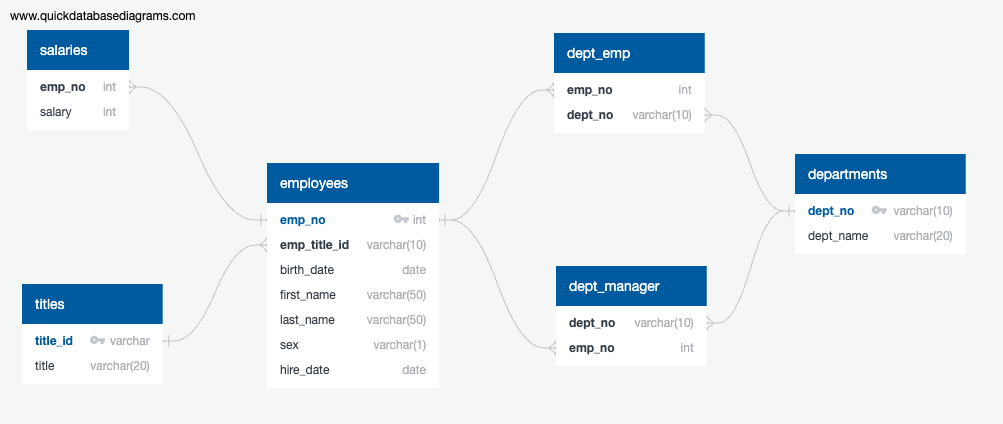 www.quickdatabasediagrams.com
salaries
emp_no int
salary int
titles
title_id varchar
title varchar(20)
employees
emp_no int
emp_title_id varchar(10)
birth_date date
first_name varchar(50)
last_name varchar(50)
sex varchar(1)
hire_date date
dept_emp
emp_no int
dept_no varchar(10)
dept_manager
dept_no varchar(10)
emp_no int
departments
dept_no varchar(10)
dept_name varchar(20)